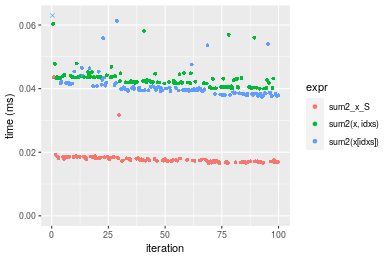 0.06
0.04
0.02
0.00
time (ms)
0
25
50
75
100
iteration
expr
sum2_x_S
sum2(x, idxs)
sum2(x[idxs])